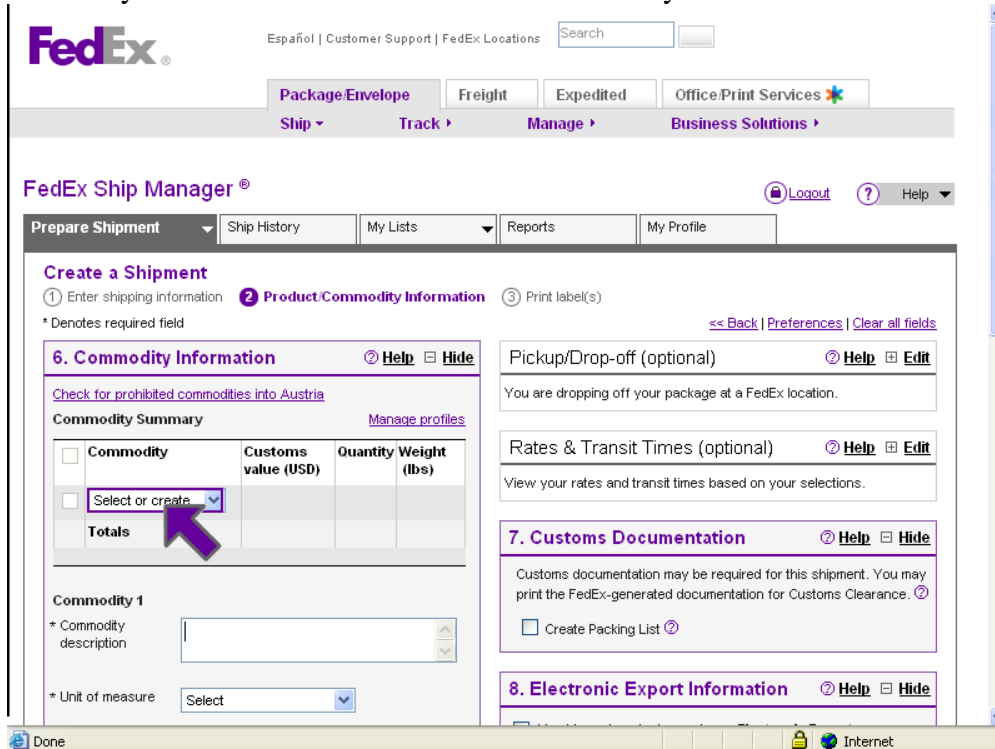 FedEx®
Español | Customer Support | FedEx Locations
Search
Package/Envelope
Freight
Expedited
Office/Print Services
Ship
Track
Manage
Business Solutions
FedEx Ship Manager ®
Logout
? Help
Prepare Shipment
Ship History
My Lists
Reports
My Profile
Create a Shipment
1 Enter shipping information 2 Product/Commodity Information 3 Print label(s)
* Denotes required field
<< Back | Preferences | Clear all fields
6. Commodity Information
? Help Hide
Check for prohibited commodities into Austria
Commodity Summary
Manage profiles
Commodity
Customs value (USD)
Quantity
Weight (lbs)
Select or create
Totals
Commodity 1
* Commodity description
* Unit of measure
Select
Pickup/Drop-off (optional)
? Help Edit
You are dropping off your package at a FedEx location.
Rates & Transit Times (optional)
? Help Edit
View your rates and transit times based on your selections.
7. Customs Documentation
? Help Hide
Customs documentation may be required for this shipment. You may
print the FedEx-generated documentation for Customs Clearance. ?
Create Packing List ?
8. Electronic Export Information
? Help Hide
Done
Internet